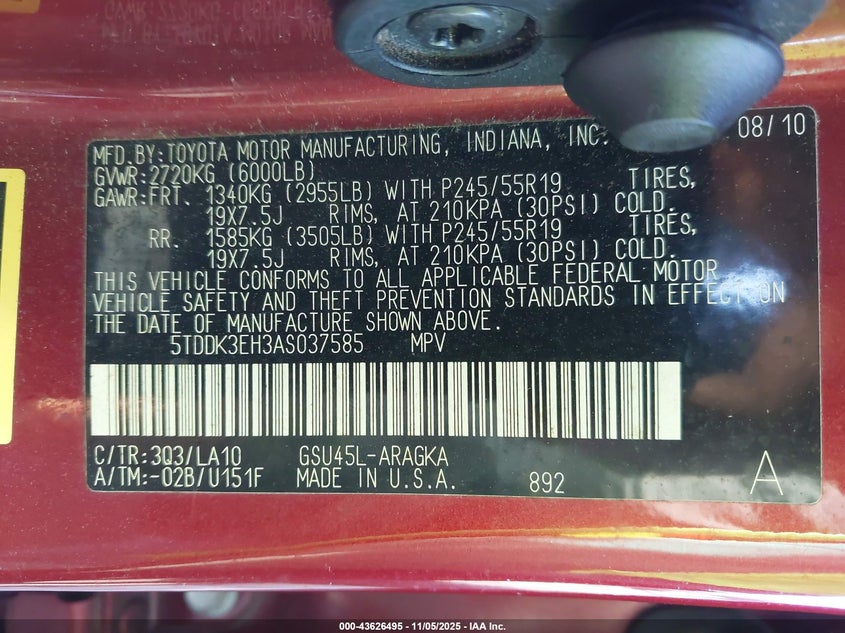 MFD.BY:TOYOTA MOTOR MANUFACTURING, INDIANA, INC. 08/10
GVWR:2720KG (6000LB)
GAWR:FRT. 1340KG (2955LB) WITH P245/55R19 TIRES,
19X7.5J RIMS, AT 210KPA (30PSI) COLD.
RR. 1585KG (3505LB) WITH P245/55R19 TIRES,
19X7.5J RIMS, AT 210KPA (30PSI) COLD.
THIS VEHICLE CONFORMS TO ALL APPLICABLE FEDERAL MOTOR
VEHICLE SAFETY AND THEFT PREVENTION STANDARDS IN EFFECT ON
THE DATE OF MANUFACTURE SHOWN ABOVE.
5TDDK3EH3AS037585 MPV
C/TR:3Q3/LA10 GSU45L-ARAGKA
A/TM:-02B/U151F MADE IN U.S.A. 892 A
000-43626495 - 11/05/2025 - IAA Inc.